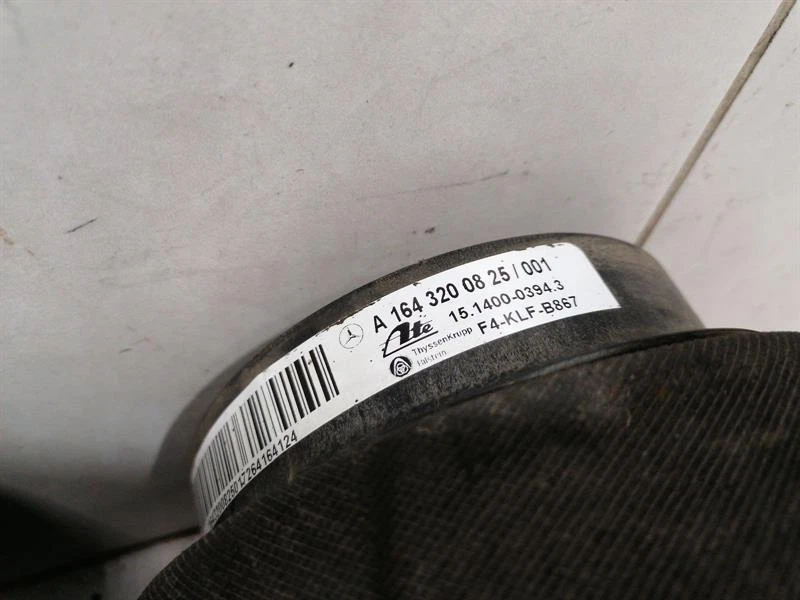 A 164 320 08 25 / 001
Ate
15.1400-0394.3
ThyssenKrupp
Bilstein
F4-KLF-B867